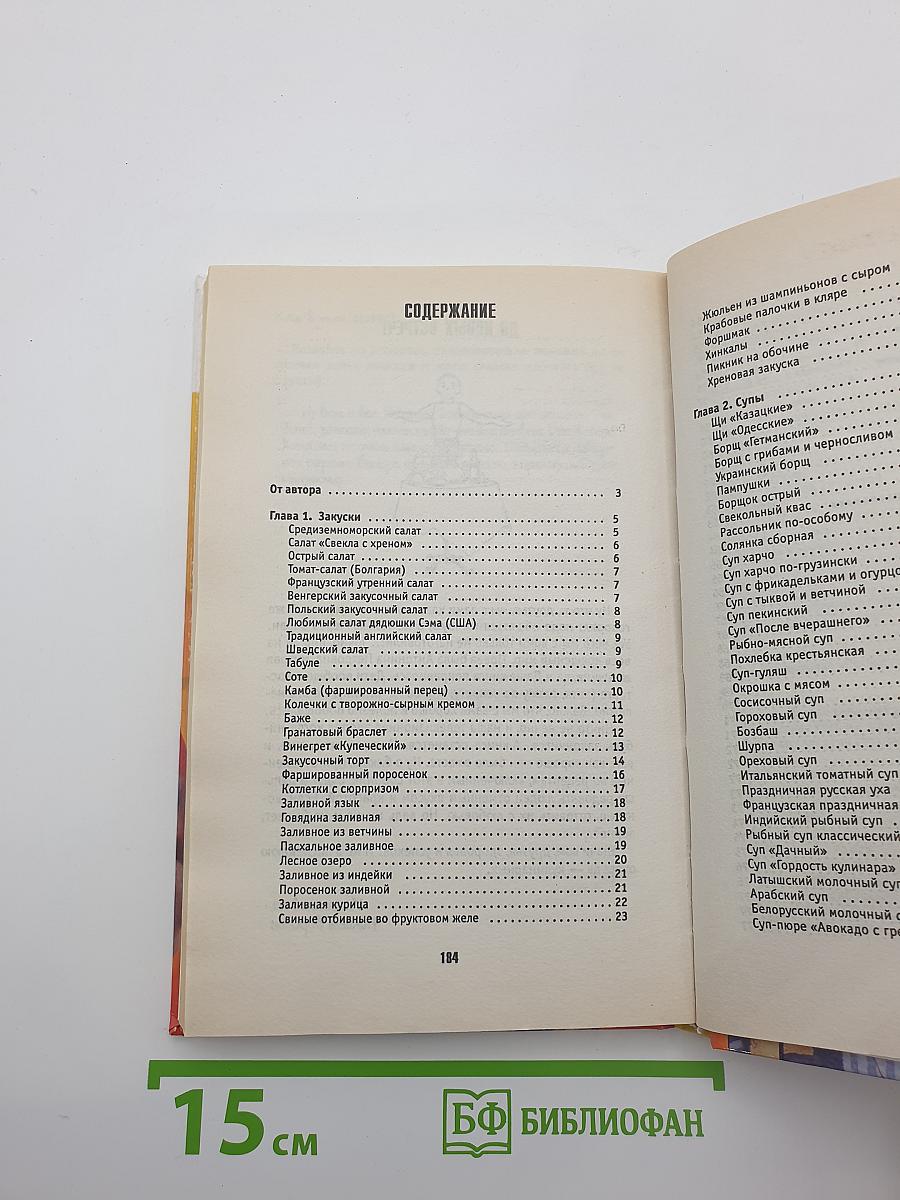 СОДЕРЖАНИЕ
От автора 3
Глава 1. Закуски 5
Средиземноморский салат 5
Салат «Свекла с хреном» 6
Острый салат 6
Томат-салат (Болгария) 7
Французский утренний салат 7
Венгерский закусочный салат 7
Польский закусочный салат 8
Любимый салат дядюшки Сэма (США) 8
Традиционный английский салат 9
Шведский салат 9
Табуле 9
Соте 10
Камба (фаршированный перец) 10
Колечки с творожно-сырным кремом 11
Баже 12
Гранатовый браслет 12
Винегрет «Купеческий» 13
Закусочный торт 14
Фаршированный поросенок 16
Котлетки с сюрпризом 17
Заливной язык 18
Говядина заливная 18
Заливное из ветчины 19
Пасхальное заливное 19
Лесное озеро 20
Заливное из индейки 21
Поросенок заливной 21
Заливная курица 22
Свиные отбивные во фруктовом желе 23
184
Жюльен из шампиньонов с сыром
Крабовые палочки в кляре
Форшмак
Хинкалы
Пикник на обочине
Хреновая закуска
Глава 2. Супы
Щи «Казацкие»
Щи «Одесские»
Борщ «Гетманский»
Борщ с грибами и черносливом
Украинский борщ
Пампушки
Борщок острый
Свекольный квас
Рассольник по-особому
Солянка сборная
Суп харчо
Суп харчо по-грузински
Суп с фрикадельками и огурцо
Суп с тыквой и ветчиной
Суп пекинский
Суп «После вчерашнего»
Рыбно-мясной суп
Похлебка крестьянская
Суп-гуляш
Окрошка с мясом
Сосисочный суп
Гороховый суп
Бозбаш
Шурпа
Ореховый суп
Итальянский томатный суп
Праздничная русская уха
Французская праздничная
Индийский рыбный суп
Рыбный суп классический
Суп «Дачный»
Суп «Гордость кулинара»
Латышский молочный суп
Арабский суп
Белорусский молочный с
Суп-пюре «Авокадо с гре
15 см
БФ БИБЛИОФАН